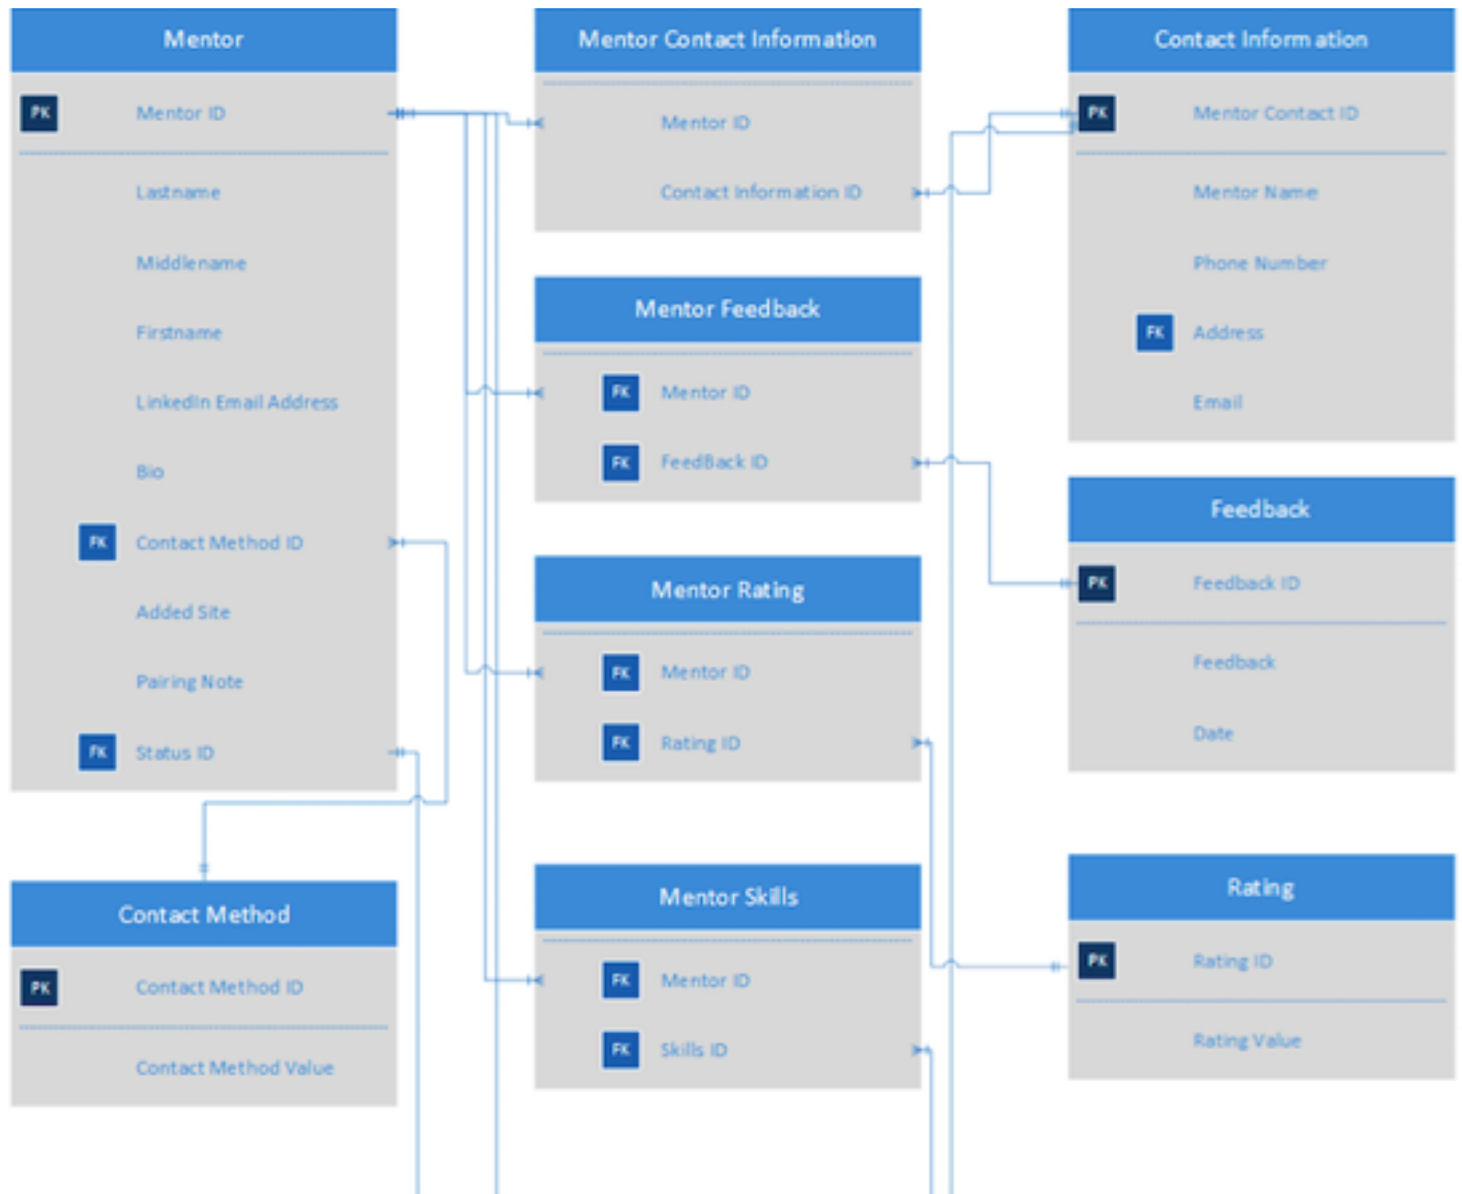 Mentor
PK Mentor ID
Lastname
Middlename
Firstname
LinkedIn Email Address
Bio
FK Contact Method ID
Added Site
Pairing Note
FK Status ID
Contact Method
PK Contact Method ID
Contact Method Value
Mentor Contact Information
Mentor ID
Contact Information ID
Mentor Feedback
FK Mentor ID
FK FeedBack ID
Mentor Rating
FK Mentor ID
FK Rating ID
Mentor Skills
FK Mentor ID
FK Skills ID
Contact Information
PK Mentor Contact ID
Mentor Name
Phone Number
FK Address
Email
Feedback
PK Feedback ID
Feedback
Date
Rating
PK Rating ID
Rating Value